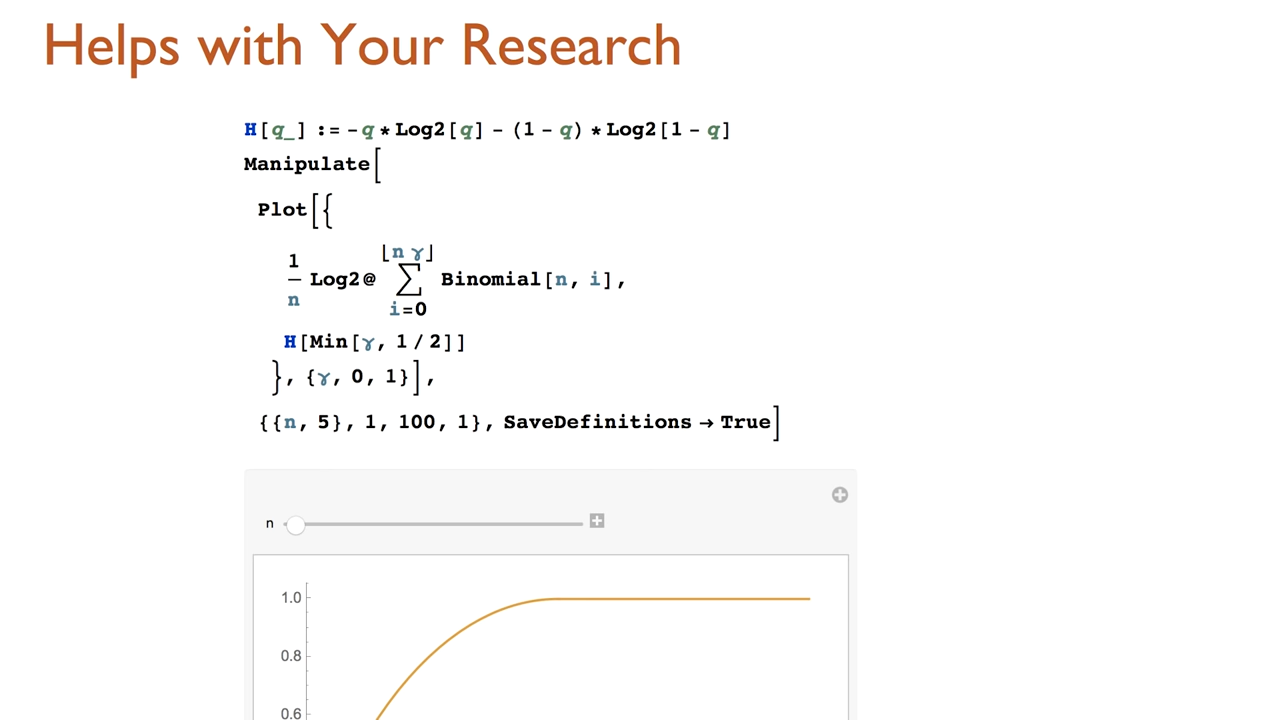 Helps with Your Research
H[q_] := -q * Log2[q] - (1 - q) * Log2[1 - q]
Manipulate[
Plot[{
1/n Log2@ ∑_{i=0}^{⌊n γ⌋} Binomial[n, i],
H[Min[γ, 1 / 2]]
}, {γ, 0, 1}],
{{n, 5}, 1, 100, 1}, SaveDefinitions → True]
n
1.0
0.8
0.6